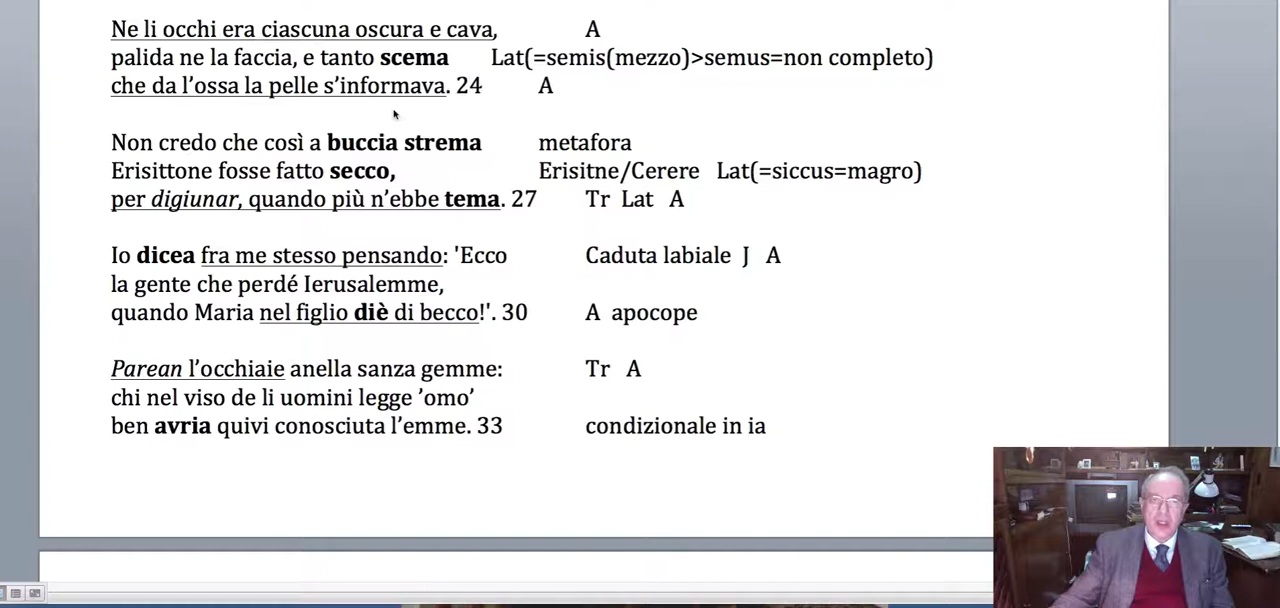 Ne li occhi era ciascuna oscura e cava, A
palida ne la faccia, e tanto scema Lat(=semis(mezzo)>semus=non completo)
che da l’ossa la pelle s’informava. 24 A
Non credo che così a buccia strema metafora
Erisittone fosse fatto secco, Erisitne/Cerere Lat(=siccus=magro)
per digiunar, quando più n’ebbe tema. 27 Tr Lat A
Io dicea fra me stesso pensando: 'Ecco Caduta labiale J A
la gente che perdé Ierusalemme,
quando Maria nel figlio diè di becco!'. 30 A apocope
Parean l’occhiaie anella sanza gemme: Tr A
chi nel viso de li uomini legge ’omo’
ben avria quivi conosciuta l’emme. 33 condizionale in ia